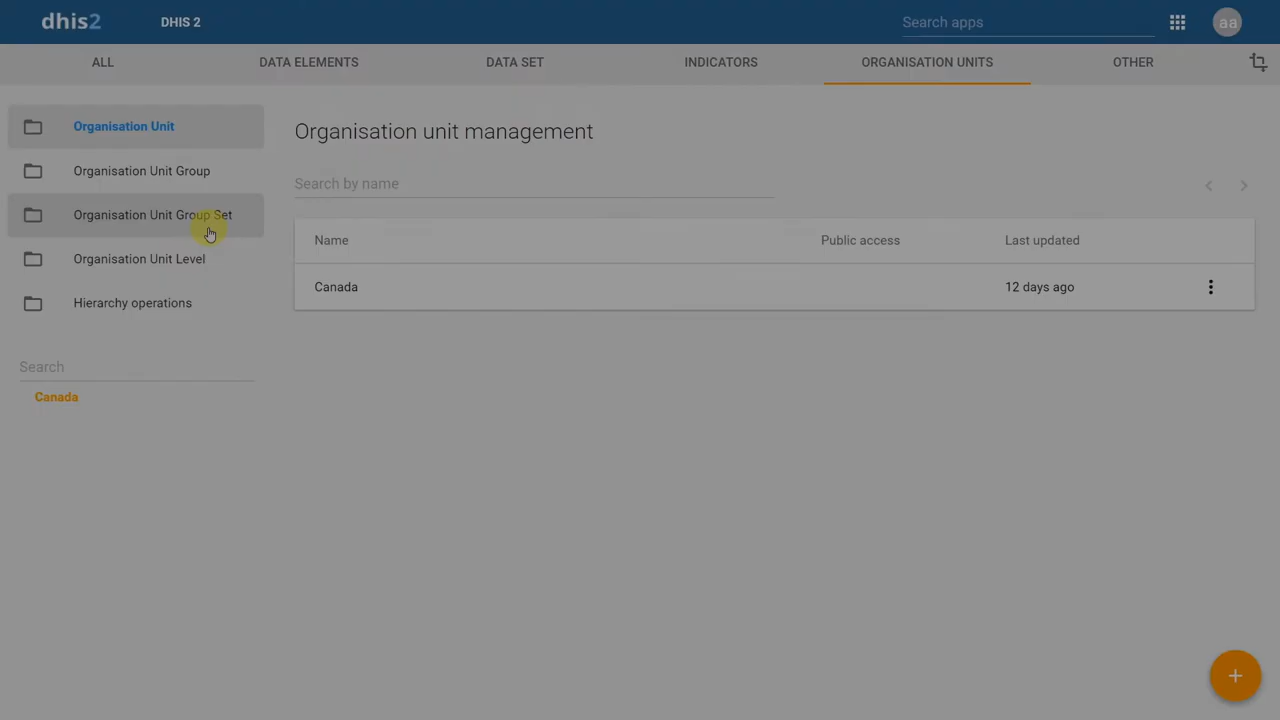 dhis2
DHIS 2
Search apps
aa
ALL
DATA ELEMENTS
DATA SET
INDICATORS
ORGANISATION UNITS
OTHER
Organisation Unit
Organisation Unit Group
Organisation Unit Group Set
Organisation Unit Level
Hierarchy operations
Search
Canada
Organisation unit management
Search by name
Name Public access Last updated
Canada 12 days ago